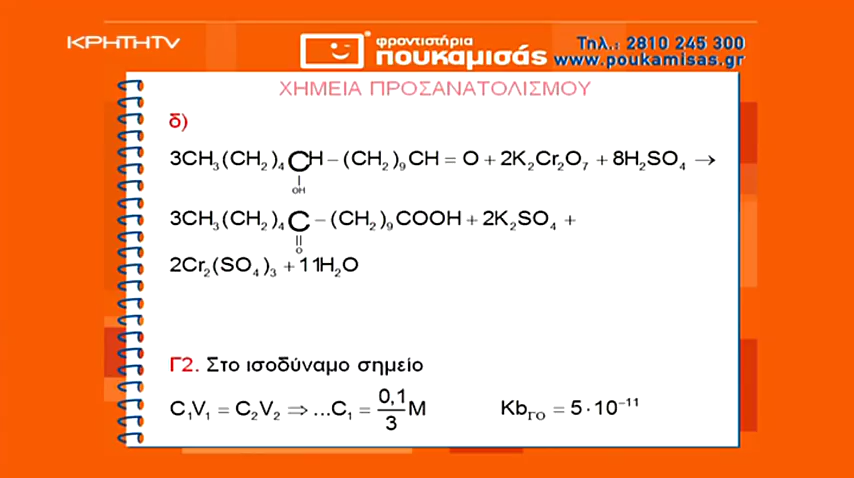 ΚΡΗΤΗTV
φροντιστήρια
πουκαμισάς
Τηλ.: 2810 245 300
www.poukamisas.gr
ΧΗΜΕΙΑ ΠΡΟΣΑΝΑΤΟΛΙΣΜΟΥ
δ)
3CH₃(CH₂)₄CH–(CH₂)₉CH=O+2K₂Cr₂O₇+8H₂SO₄ →
OH
3CH₃(CH₂)₄C–(CH₂)₉COOH+2K₂SO₄+
O
2Cr₂(SO₄)₃+11H₂O
Γ2. Στο ισοδύναμο σημείο
C₁V₁ = C₂V₂ ⇒ ...C₁ = 0,1/3 M Kb_ΓΟ = 5·10⁻¹¹